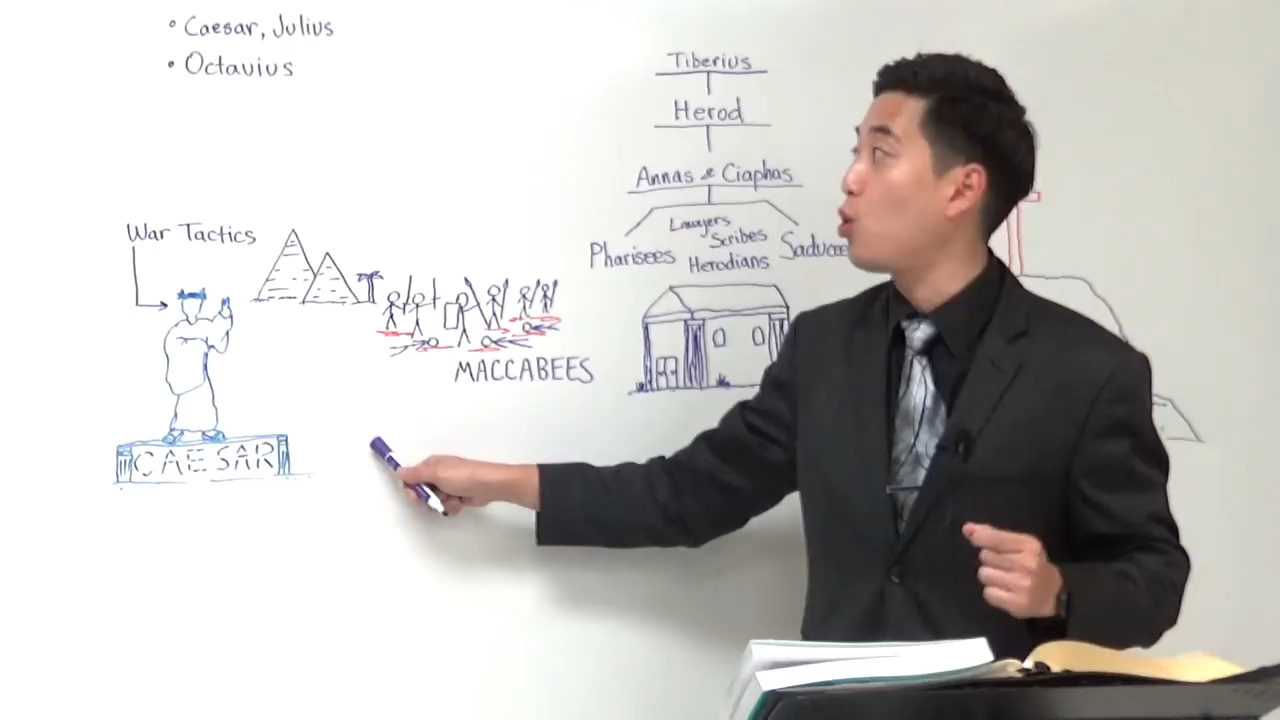 • Caesar, Julius
• Octavius
War Tactics
CAESAR
MACCABEES
Tiberius
Herod
Annas & Ciaphas
Lawyers
Pharisees Scribes
Herodians